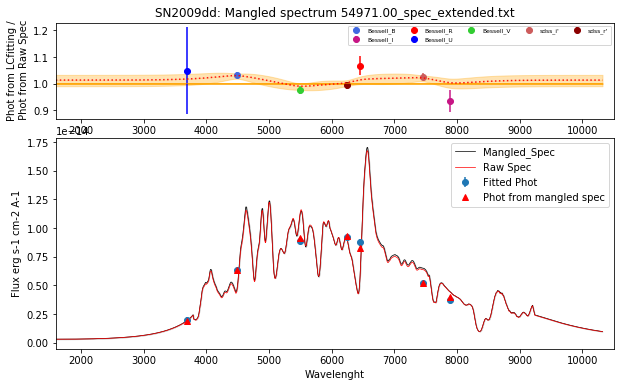 SN2009dd: Mangled spectrum 54971.00_spec_extended.txt
Phot from LCfitting /
Phot from Raw Spec
1.2
1.1
1.0
0.9
Bessell_B
Bessell_I
Bessell_R
Bessell_U
Bessell_V
sdss_i'
sdss_r'
2000 3000 4000 5000 6000 7000 8000 9000 10000
1e−14
Flux erg s-1 cm-2 A-1
1.75
1.50
1.25
1.00
0.75
0.50
0.25
0.00
Mangled_Spec
Raw Spec
Fitted Phot
Phot from mangled spec
2000 3000 4000 5000 6000 7000 8000 9000 10000
Wavelenght